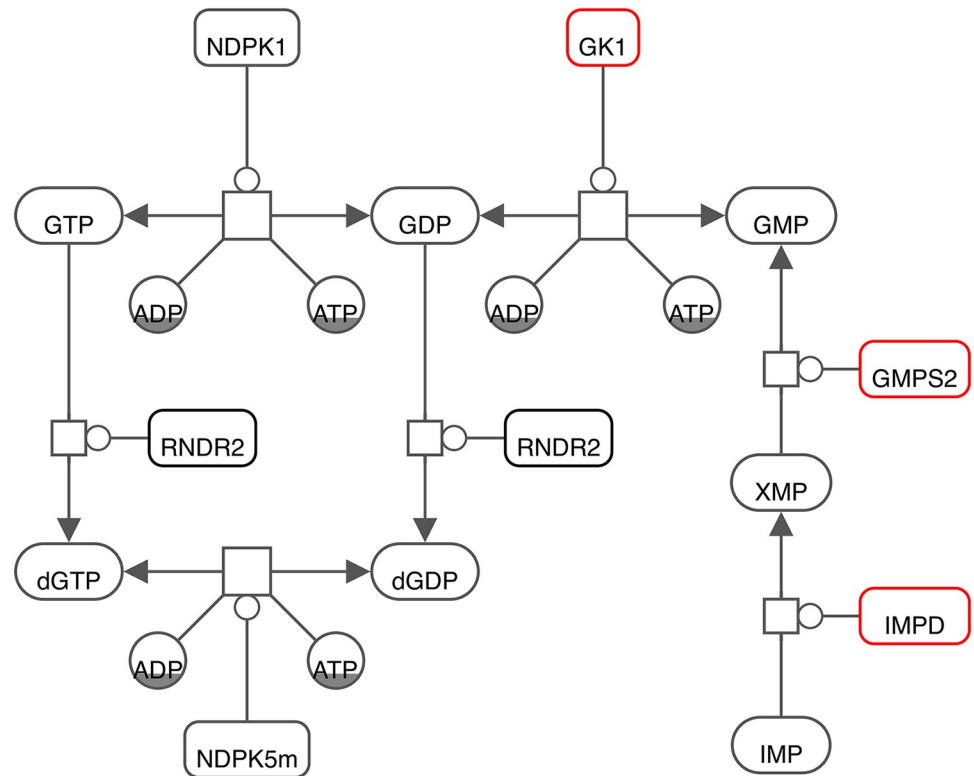 NDPK1
GK1
GTP
GDP
GMP
ADP
ATP
ADP
ATP
GMPS2
RNDR2
RNDR2
XMP
dGTP
dGDP
IMPD
ADP
ATP
NDPK5m
IMP